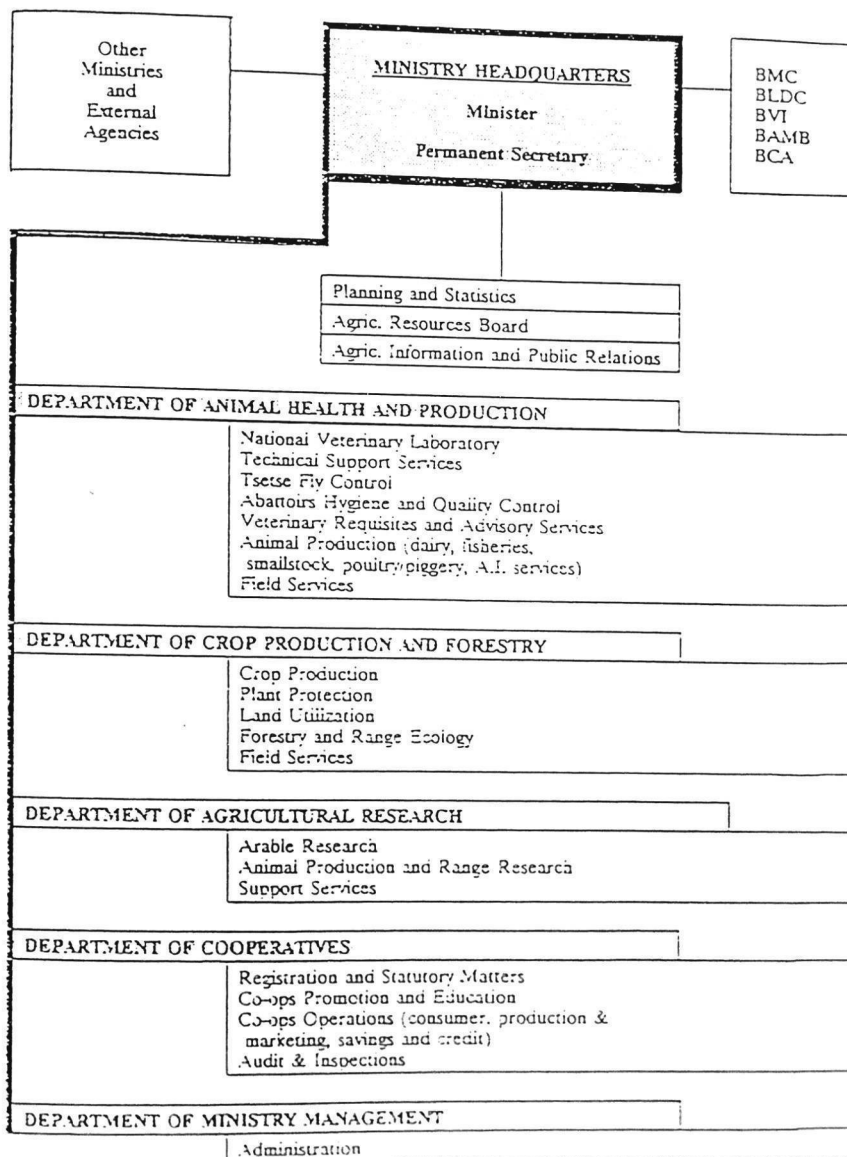 Other
Ministries
and
External
Agencies
MINISTRY HEADQUARTERS
Minister
Permanent Secretary
BMC
BLDC
BVI
BAMB
BCA
Planning and Statistics
Agric. Resources Board
Agric. Information and Public Relations
DEPARTMENT OF ANIMAL HEALTH AND PRODUCTION
National Veterinary Laboratory
Technical Support Services
Tsetse Fly Control
Abattoirs Hygiene and Quality Control
Veterinary Requisites and Advisory Services
Animal Production (dairy, fisheries,
smallstock, poultry/piggery, A.I. services)
Field Services
DEPARTMENT OF CROP PRODUCTION AND FORESTRY
Crop Production
Plant Protection
Land Utilization
Forestry and Range Ecology
Field Services
DEPARTMENT OF AGRICULTURAL RESEARCH
Arable Research
Animal Production and Range Research
Support Services
DEPARTMENT OF COOPERATIVES
Registration and Statutory Matters
Co-ops Promotion and Education
Co-ops Operations (consumer, production &
marketing, savings and credit)
Audit & Inspections
DEPARTMENT OF MINISTRY MANAGEMENT
Administration